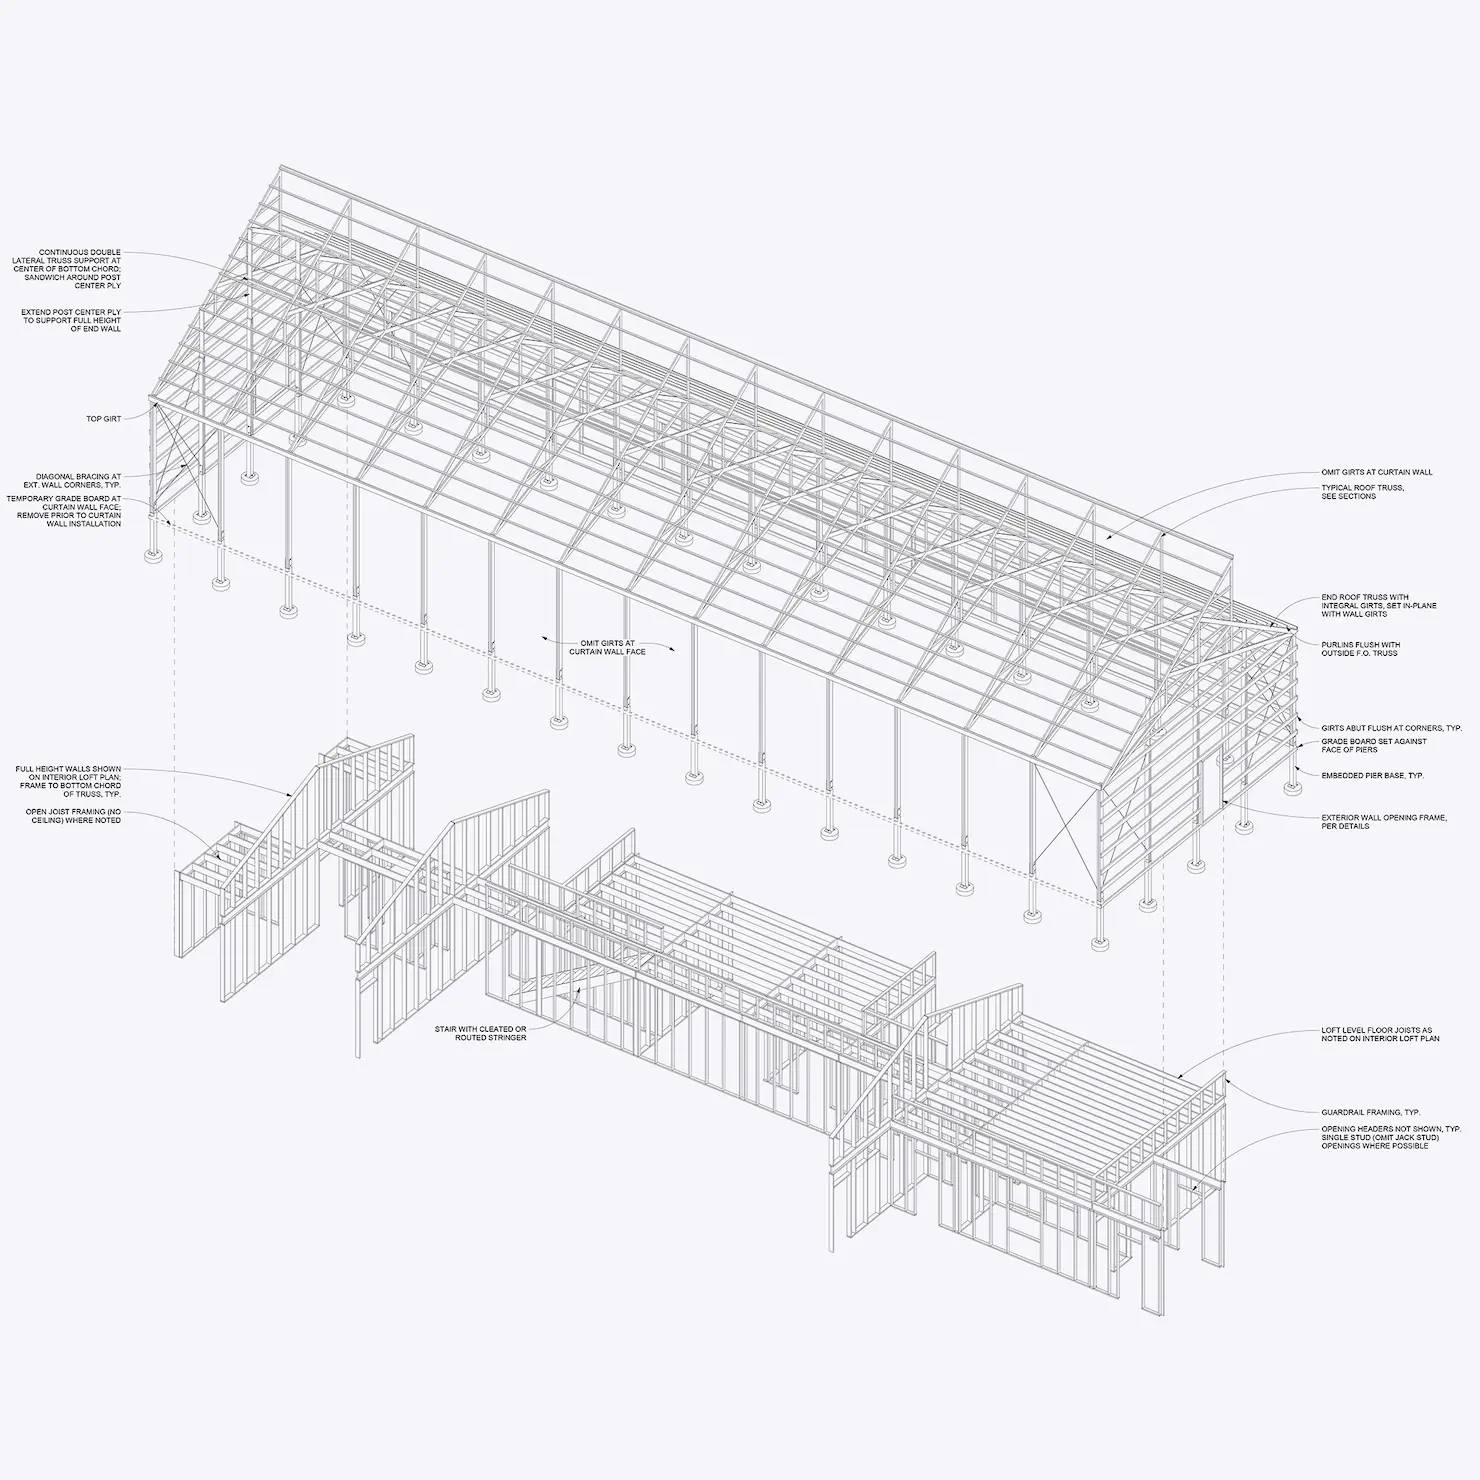 CONTINUOUS DOUBLE
LATERAL TRUSS SUPPORT AT
CENTER OF BOTTOM CHORD;
SANDWICH AROUND POST
CENTER PLY
EXTEND POST CENTER PLY
TO SUPPORT FULL HEIGHT
OF END WALL
TOP GIRT
DIAGONAL BRACING AT
EXT. WALL CORNERS, TYP.
TEMPORARY GRADE BOARD AT
CURTAIN WALL FACE;
REMOVE PRIOR TO CURTAIN
WALL INSTALLATION
OMIT GIRTS AT CURTAIN WALL
TYPICAL ROOF TRUSS,
SEE SECTIONS
END ROOF TRUSS WITH
INTEGRAL GIRTS, SET IN-PLANE
WITH WALL GIRTS
PURLINS FLUSH WITH
OUTSIDE F.O. TRUSS
OMIT GIRTS AT
CURTAIN WALL FACE
GIRTS ABUT FLUSH AT CORNERS, TYP.
GRADE BOARD SET AGAINST
FACE OF PIERS
EMBEDDED PIER BASE, TYP.
EXTERIOR WALL OPENING FRAME,
PER DETAILS
FULL HEIGHT WALLS SHOWN
ON INTERIOR LOFT PLAN;
FRAME TO BOTTOM CHORD
OF TRUSS, TYP.
OPEN JOIST FRAMING (NO
CEILING) WHERE NOTED
STAIR WITH CLEATED OR
ROUTED STRINGER
LOFT LEVEL FLOOR JOISTS AS
NOTED ON INTERIOR LOFT PLAN
GUARDRAIL FRAMING, TYP.
OPENING HEADERS NOT SHOWN, TYP.
SINGLE STUD (OMIT JACK STUD)
OPENINGS WHERE POSSIBLE